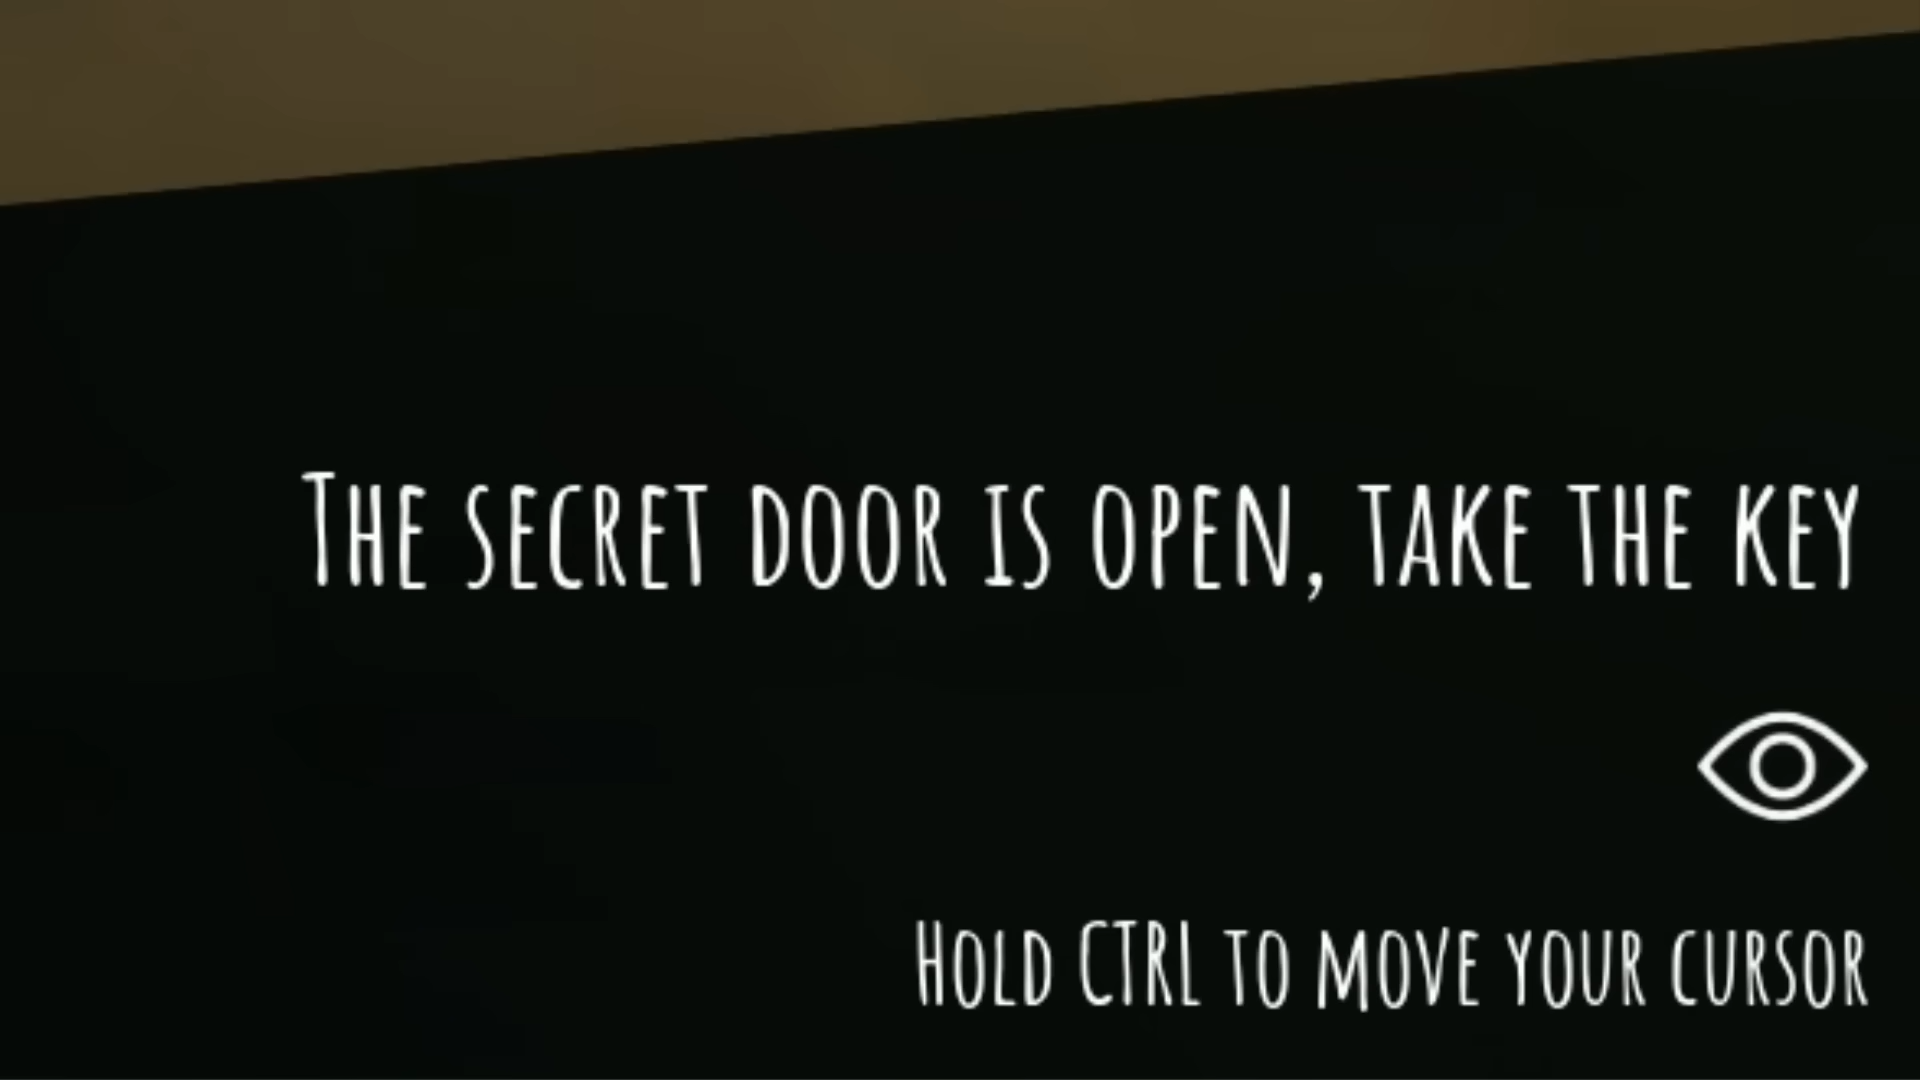 The secret door is open, take the key
Hold CTRL to move your cursor